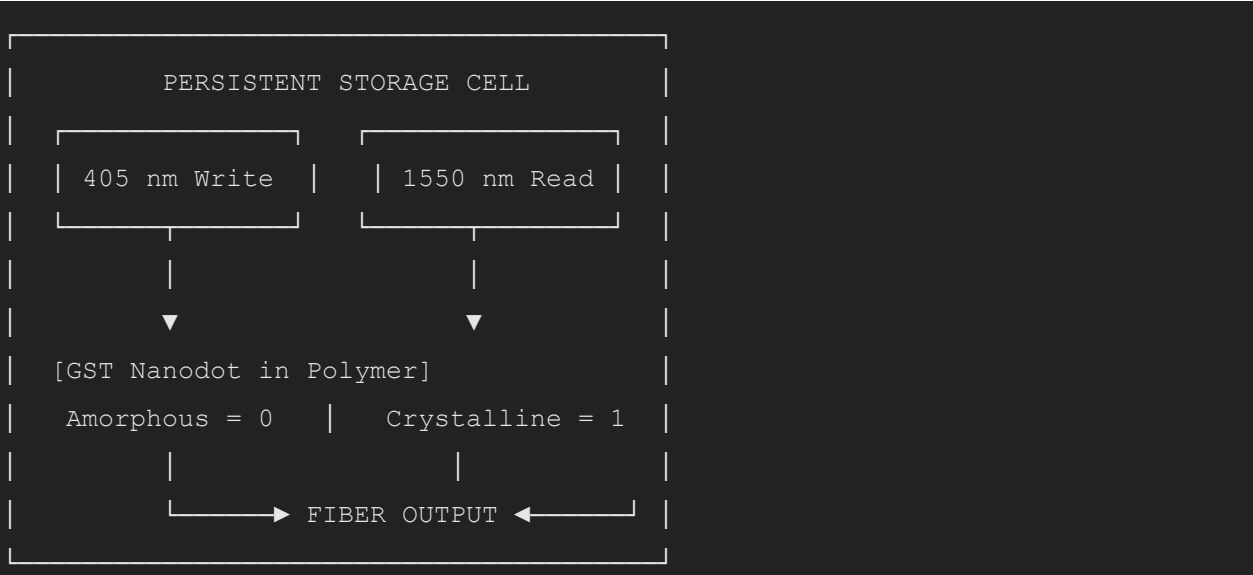 PERSISTENT STORAGE CELL
405 nm Write 1550 nm Read
[GST Nanodot in Polymer]
Amorphous = 0 Crystalline = 1
FIBER OUTPUT